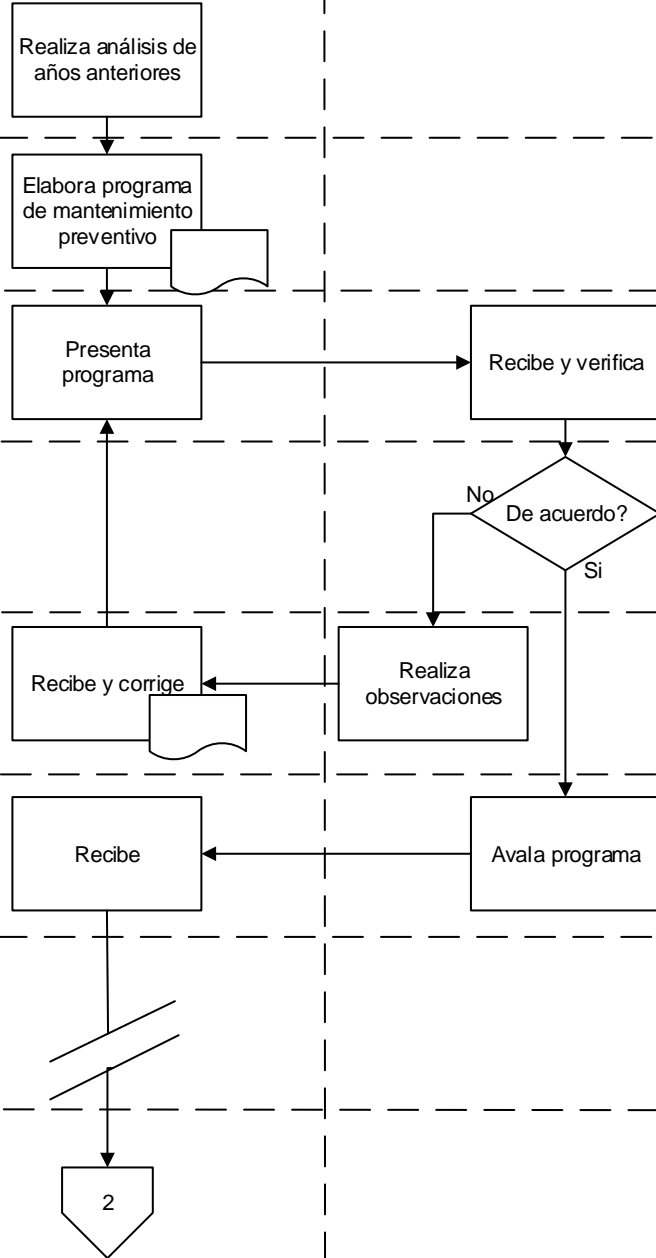 Realiza análisis de
años anteriores
Elabora programa
de mantenimiento
preventivo
Presenta
programa
Recibe y verifica
De acuerdo?
No
Si
Recibe y corrige
Realiza
observaciones
Recibe
Avala programa
2